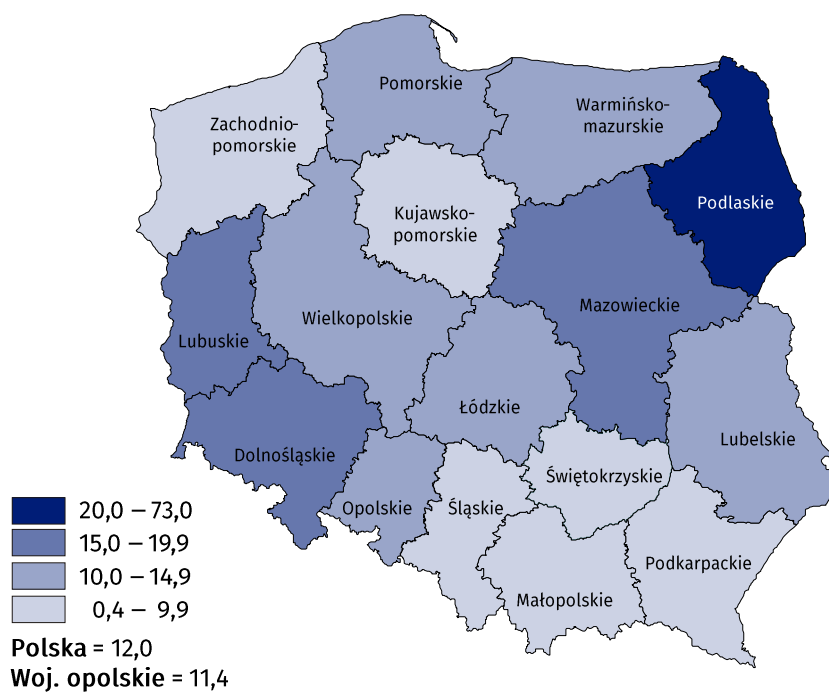 Pomorskie
Warmińsko-
mazurskie
Zachodnio-
pomorskie
Podlaskie
Kujawsko-
pomorskie
Mazowieckie
Wielkopolskie
Lubuskie
Łódzkie
Lubelskie
Dolnośląskie
Świętokrzyskie
Opolskie
Śląskie
Podkarpackie
Małopolskie
20,0 – 73,0
15,0 – 19,9
10,0 – 14,9
0,4 – 9,9
Polska = 12,0
Woj. opolskie = 11,4